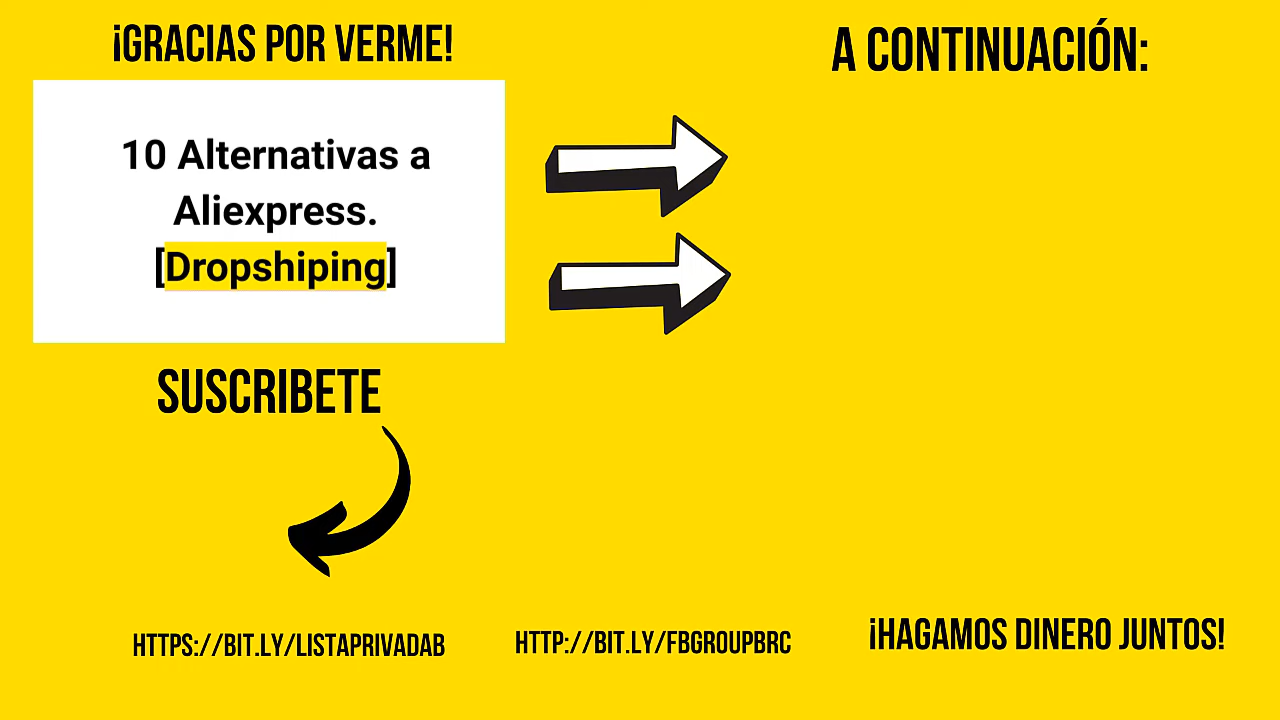 ¡GRACIAS POR VERME!
10 Alternativas a
Aliexpress.
[Dropshiping]
SUSCRIBETE
A CONTINUACIÓN:
HTTPS://BIT.LY/LISTAPRIVADAB
HTTP://BIT.LY/FBGROUPBRC
¡HAGAMOS DINERO JUNTOS!